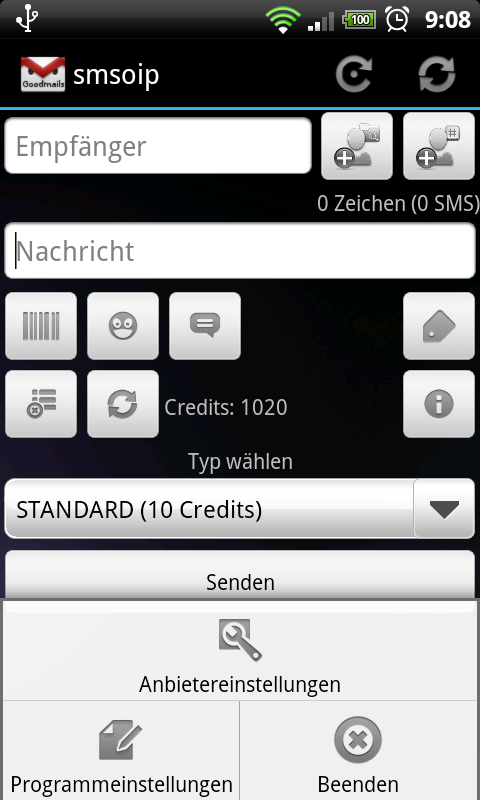 100
9:08
Goodmails
smsoip
Empfänger
#
0 Zeichen (0 SMS)
Nachricht
Credits: 1020
Typ wählen
STANDARD (10 Credits)
Senden
Anbietereinstellungen
Programmeinstellungen
Beenden